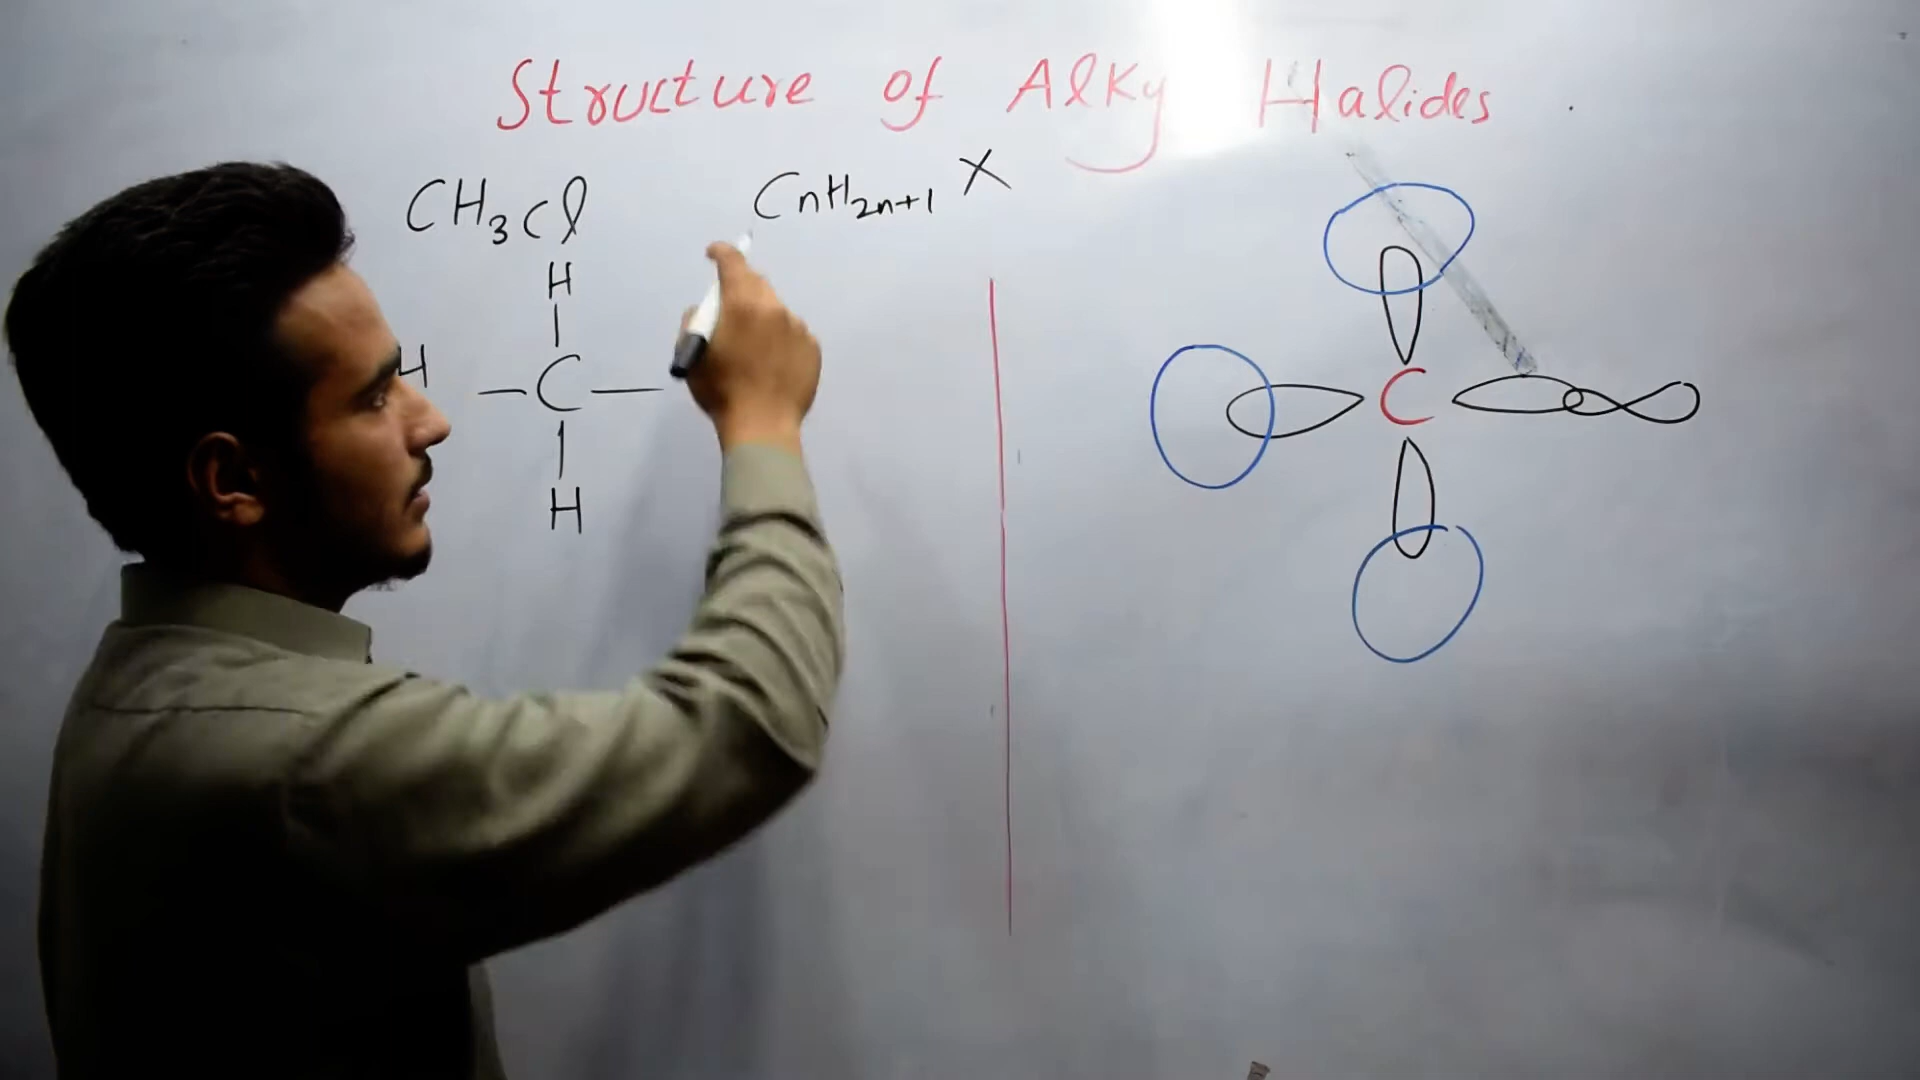 Structure of Alky Halides
CH₃Cl CnH₂n+1 X
H
H - C -
H
C